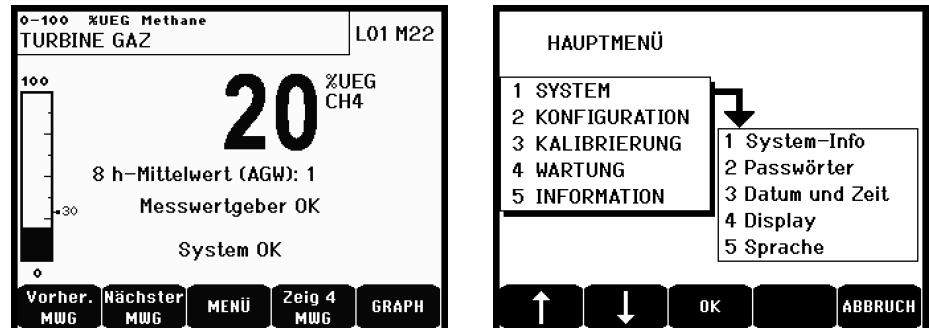 0-100 %UEG Methane
TURBINE GAZ
L01 M22
100
20
%UEG
CH4
8 h-Mittelwert (AGW): 1
30
Messwertgeber OK
System OK
0
Vorher. MWG
Nächster MWG
MENÜ
Zeig 4 MWG
GRAPH
HAUPTMENÜ
1 SYSTEM
2 KONFIGURATION
3 KALIBRIERUNG
4 WARTUNG
5 INFORMATION
1 System-Info
2 Passwörter
3 Datum und Zeit
4 Display
5 Sprache
OK
ABBRUCH